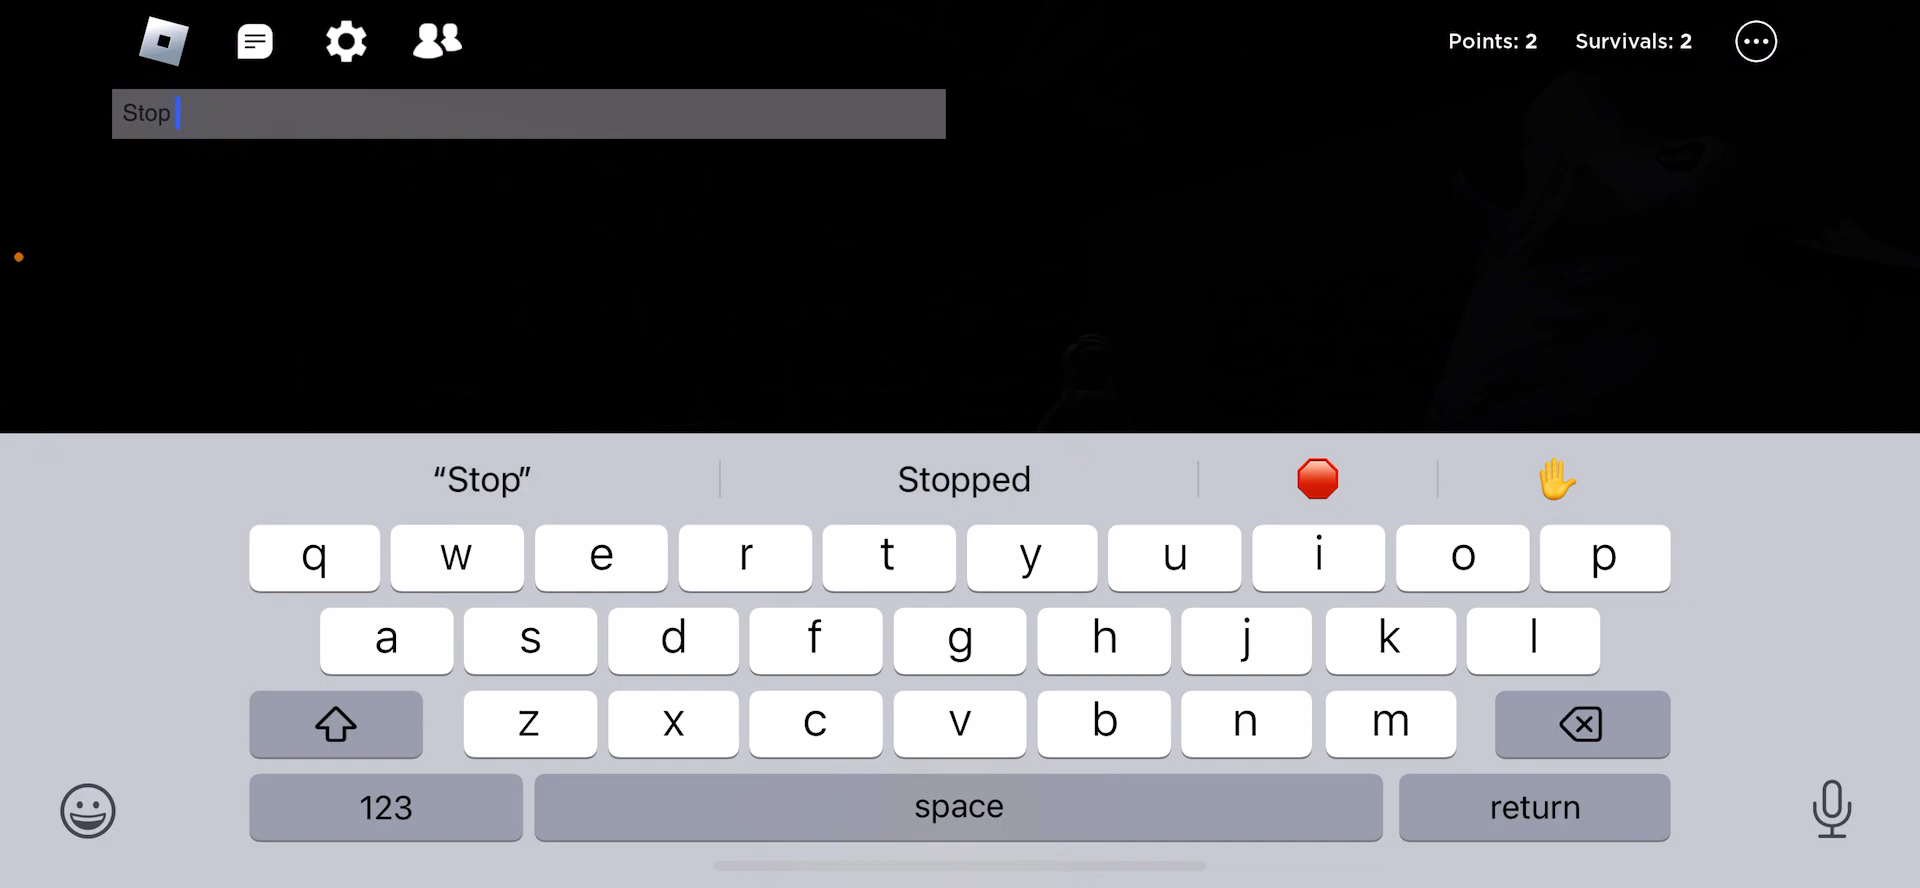 Points: 2 Survivals: 2
Stop
“Stop” Stopped
q w e r t y u i o p
a s d f g h j k l
z x c v b n m
123 space return